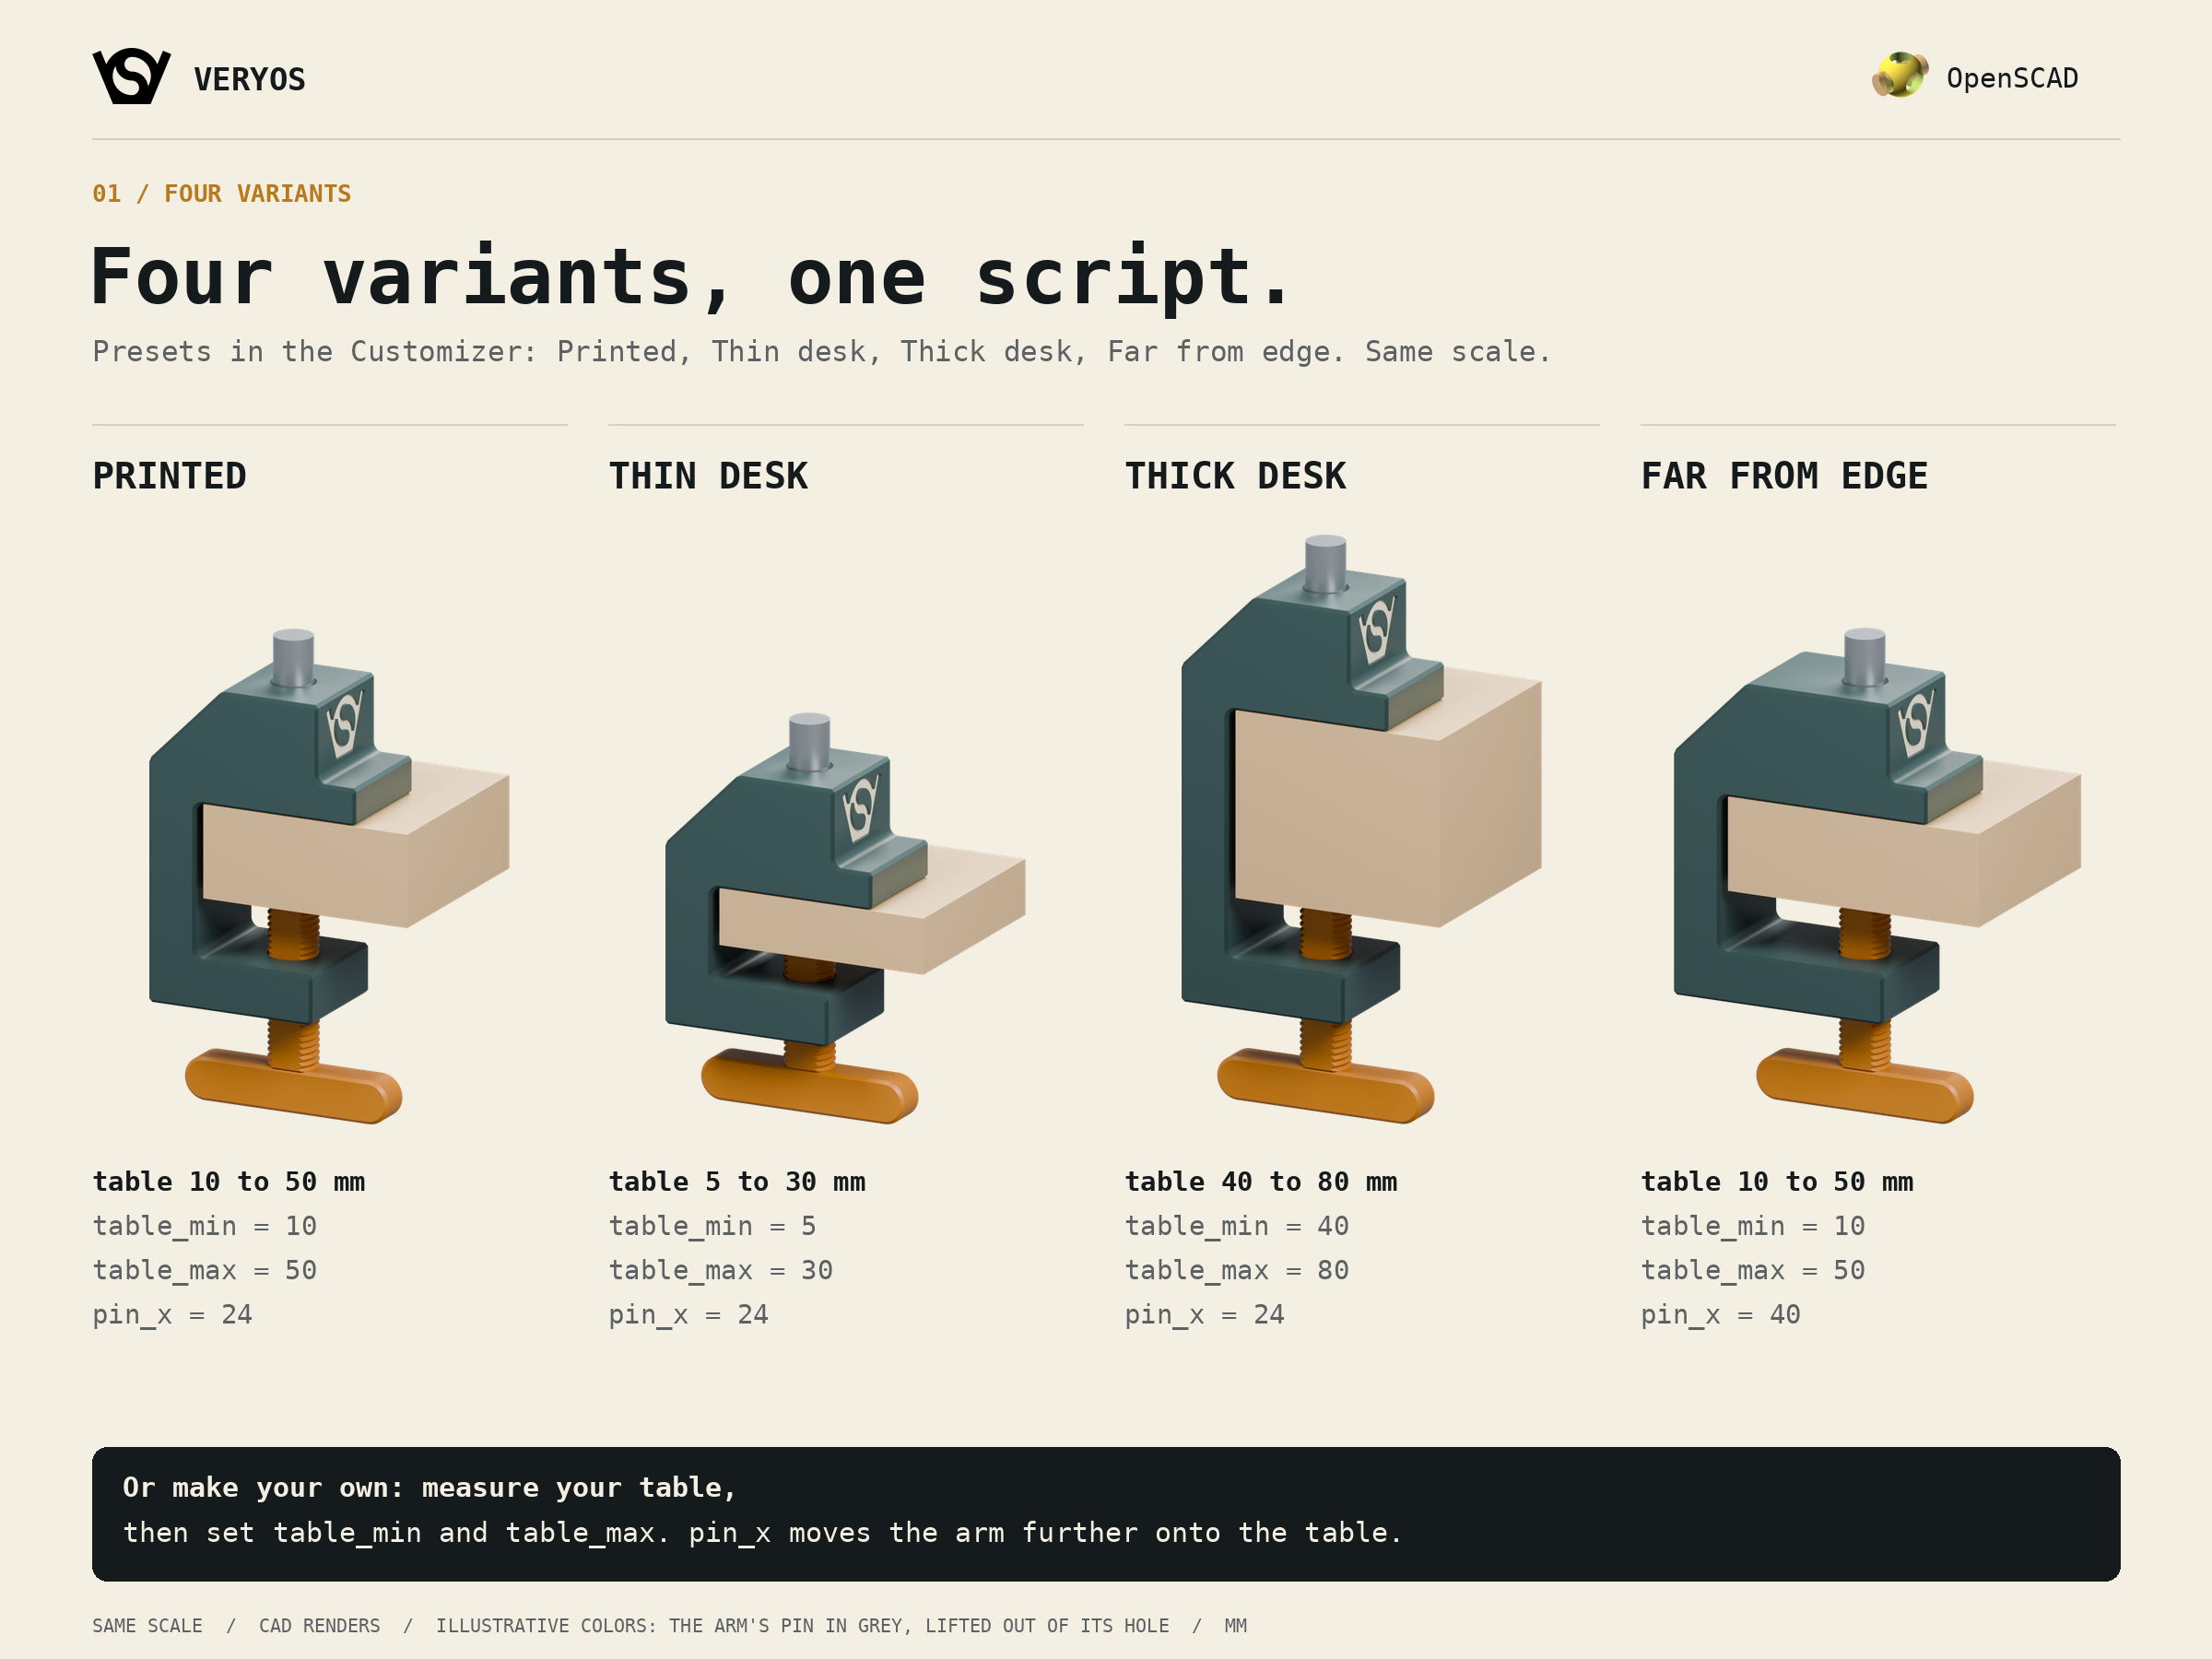 VERYOS
OpenSCAD
01 / FOUR VARIANTS
Four variants, one script.
Presets in the Customizer: Printed, Thin desk, Thick desk, Far from edge. Same scale.
PRINTED
table 10 to 50 mm
table_min = 10
table_max = 50
pin_x = 24
THIN DESK
table 5 to 30 mm
table_min = 5
table_max = 30
pin_x = 24
THICK DESK
table 40 to 80 mm
table_min = 40
table_max = 80
pin_x = 24
FAR FROM EDGE
table 10 to 50 mm
table_min = 10
table_max = 50
pin_x = 40
Or make your own: measure your table,
then set table_min and table_max. pin_x moves the arm further onto the table.
SAME SCALE / CAD RENDERS / ILLUSTRATIVE COLORS: THE ARM'S PIN IN GREY, LIFTED OUT OF ITS HOLE / MM